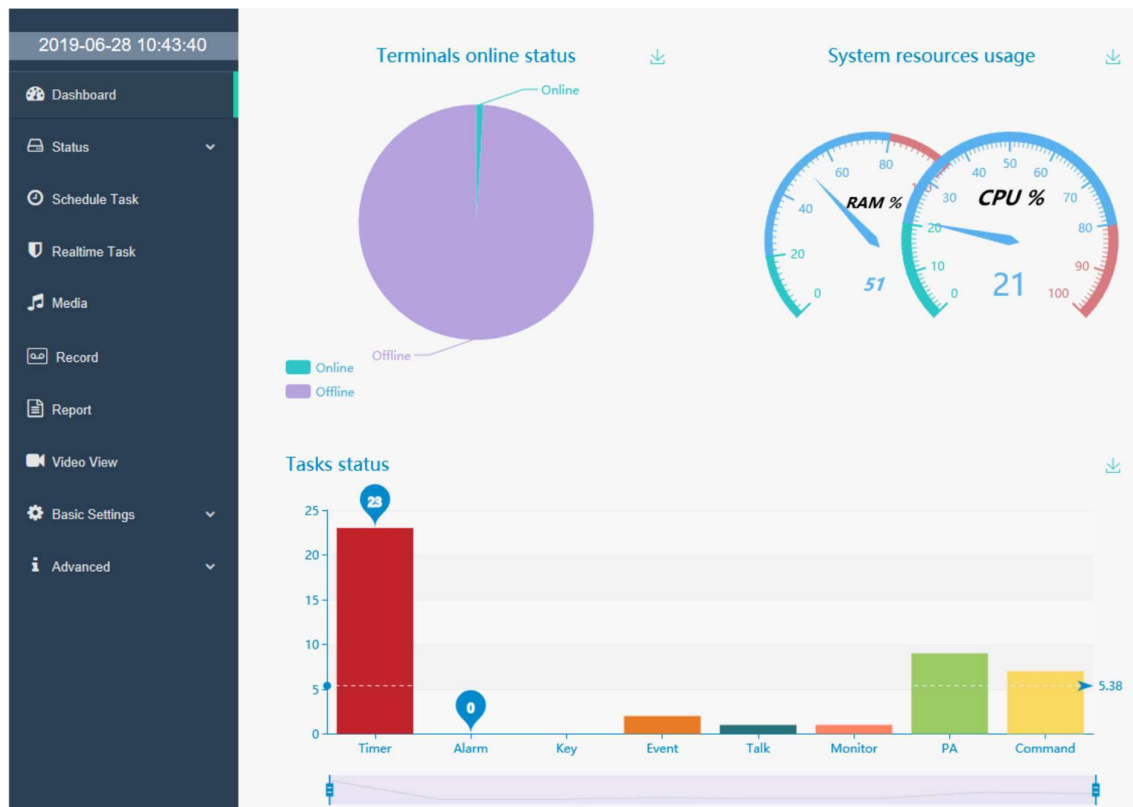 2019-06-28 10:43:40
Dashboard
Status
Schedule Task
Realtime Task
Media
Record
Report
Video View
Basic Settings
Advanced
Terminals online status
Online
Offline
Online
Offline
System resources usage
0
20
40
60
80
RAM %
51
0
10
20
30
40
50
60
70
80
90
100
CPU %
21
Tasks status
25
20
15
10
5
0
23
0
5.38
Timer
Alarm
Key
Event
Talk
Monitor
PA
Command